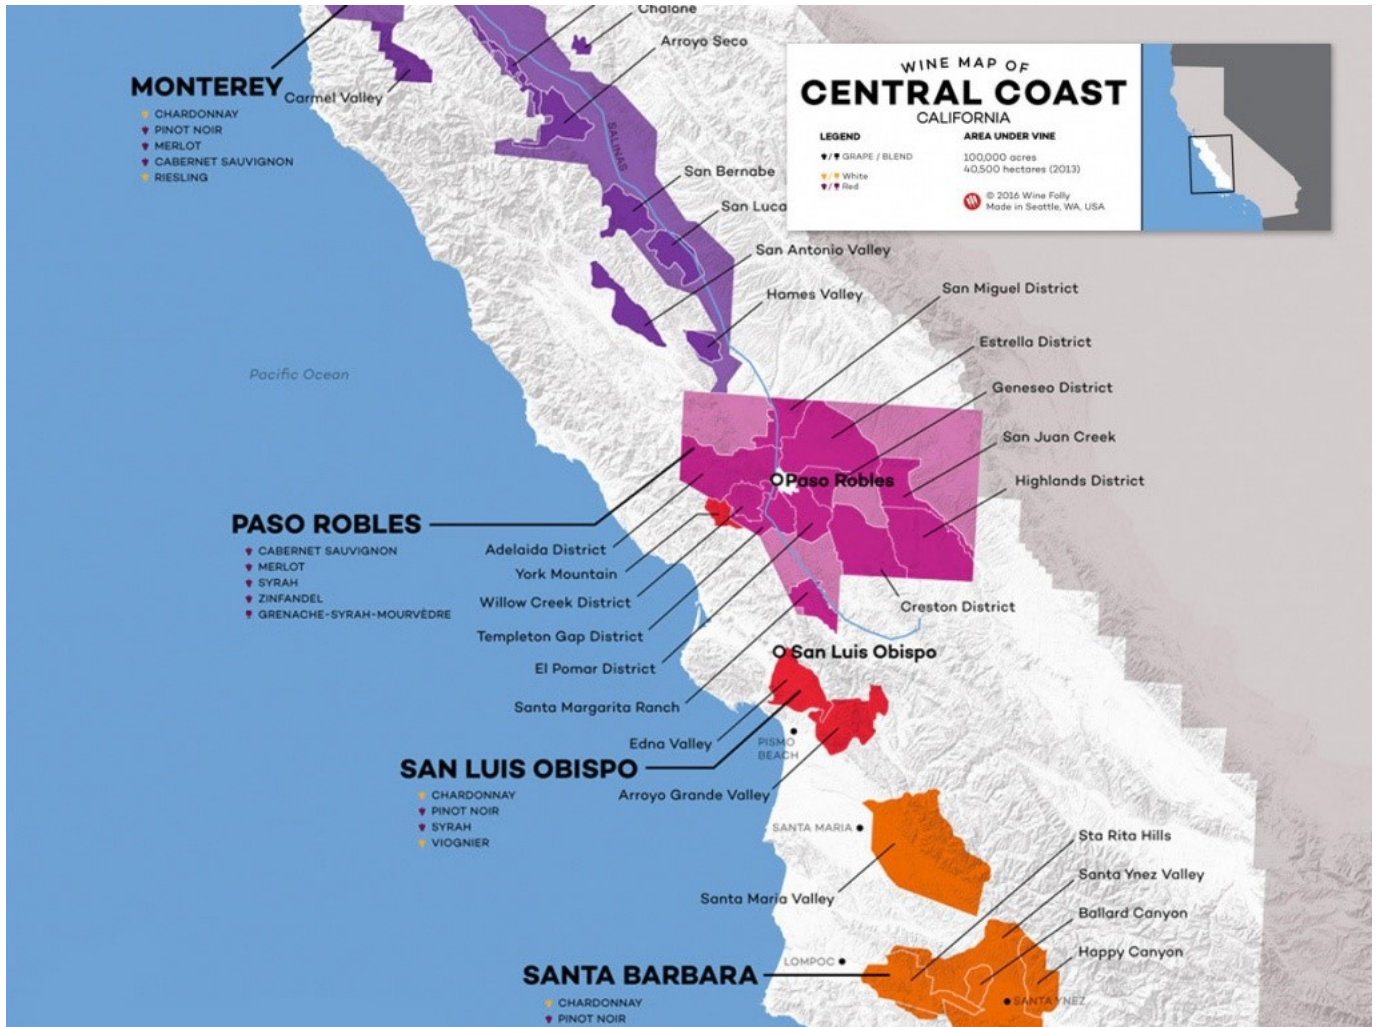 Chalone
Arroyo Seco
MONTEREY
Carmel Valley
CHARDONNAY
PINOT NOIR
MERLOT
CABERNET SAUVIGNON
RIESLING
SALINAS
WINE MAP OF
CENTRAL COAST
CALIFORNIA
LEGEND
GRAPE / BLEND
White
Red
AREA UNDER VINE
100,000 acres
40,500 hectares (2013)
© 2016 Wine Folly
Made in Seattle, WA, USA
San Bernabe
San Luca
San Antonio Valley
Hames Valley
San Miguel District
Estrella District
Geneseo District
San Juan Creek
Highlands District
Pacific Ocean
Paso Robles
PASO ROBLES
CABERNET SAUVIGNON
MERLOT
SYRAH
ZINFANDEL
GRENACHE-SYRAH-MOURVÈDRE
Adelaida District
York Mountain
Willow Creek District
Templeton Gap District
El Pomar District
Santa Margarita Ranch
Creston District
San Luis Obispo
Edna Valley
PISMO
BEACH
SAN LUIS OBISPO
CHARDONNAY
PINOT NOIR
SYRAH
VIOGNIER
Arroyo Grande Valley
SANTA MARIA
Santa Maria Valley
Sta Rita Hills
Santa Ynez Valley
Ballard Canyon
Happy Canyon
LOMPOC
SANTA YNEZ
SANTA BARBARA
CHARDONNAY
PINOT NOIR